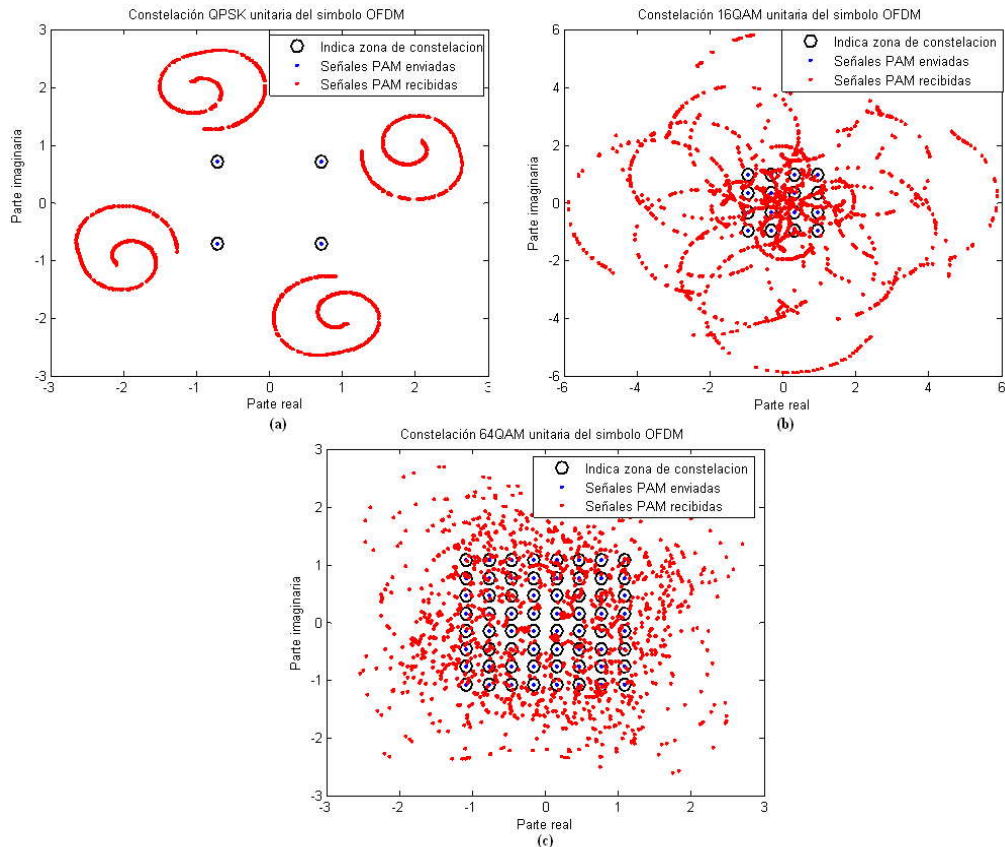 Constelación QPSK unitaria del simbolo OFDM
Indica zona de constelacion
Señales PAM enviadas
Señales PAM recibidas
3
2
1
0
-1
-2
-3
Parte imaginaria
-3
-2
-1
0
1
2
3
Parte real
(a)
Constelación 16QAM unitaria del simbolo OFDM
Indica zona de constelacion
Señales PAM enviadas
Señales PAM recibidas
6
4
2
0
-2
-4
-6
Parte imaginaria
-6
-4
-2
0
2
4
6
Parte real
(b)
Constelación 64QAM unitaria del simbolo OFDM
Indica zona de constelacion
Señales PAM enviadas
Señales PAM recibidas
3
2
1
0
-1
-2
-3
Parte imaginaria
-3
-2
-1
0
1
2
3
Parte real
(c)